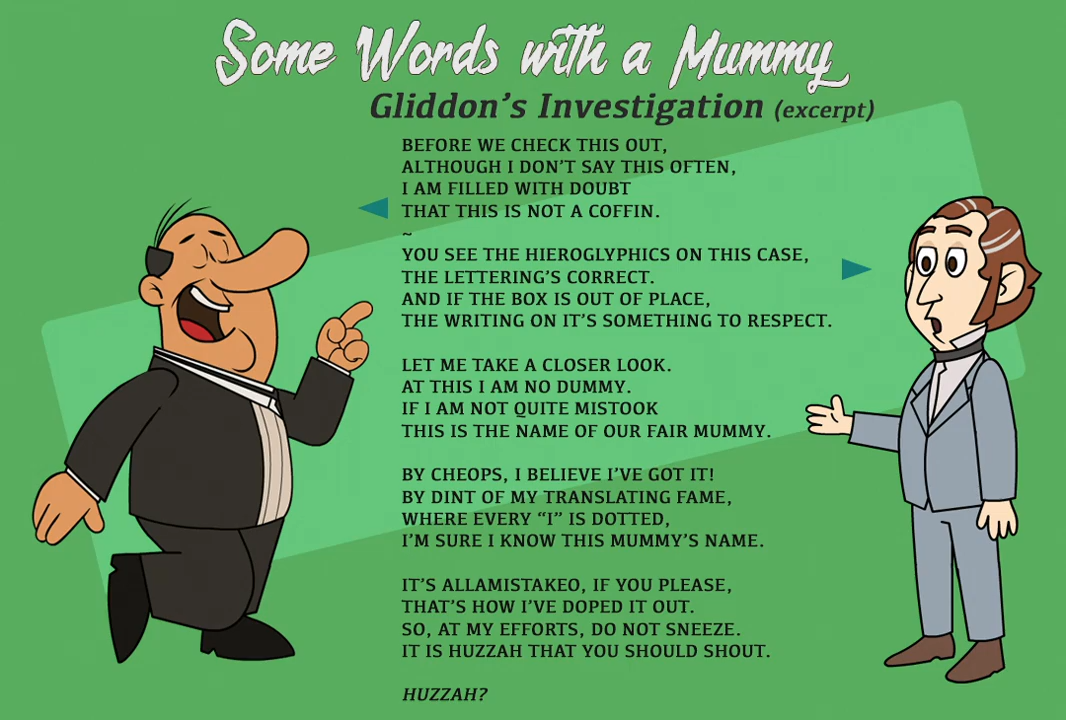 Some Words with a Mummy
Gliddon's Investigation (excerpt)
BEFORE WE CHECK THIS OUT,
ALTHOUGH I DON'T SAY THIS OFTEN,
I AM FILLED WITH DOUBT
THAT THIS IS NOT A COFFIN.
~
YOU SEE THE HIEROGLYPHICS ON THIS CASE,
THE LETTERING'S CORRECT.
AND IF THE BOX IS OUT OF PLACE,
THE WRITING ON IT'S SOMETHING TO RESPECT.
LET ME TAKE A CLOSER LOOK.
AT THIS I AM NO DUMMY.
IF I AM NOT QUITE MISTOOK
THIS IS THE NAME OF OUR FAIR MUMMY.
BY CHEOPS, I BELIEVE I'VE GOT IT!
BY DINT OF MY TRANSLATING FAME,
WHERE EVERY “I” IS DOTTED,
I'M SURE I KNOW THIS MUMMY'S NAME.
IT'S ALLAMISTAKEO, IF YOU PLEASE,
THAT'S HOW I'VE DOPED IT OUT.
SO, AT MY EFFORTS, DO NOT SNEEZE.
IT IS HUZZAH THAT YOU SHOULD SHOUT.
HUZZAH?